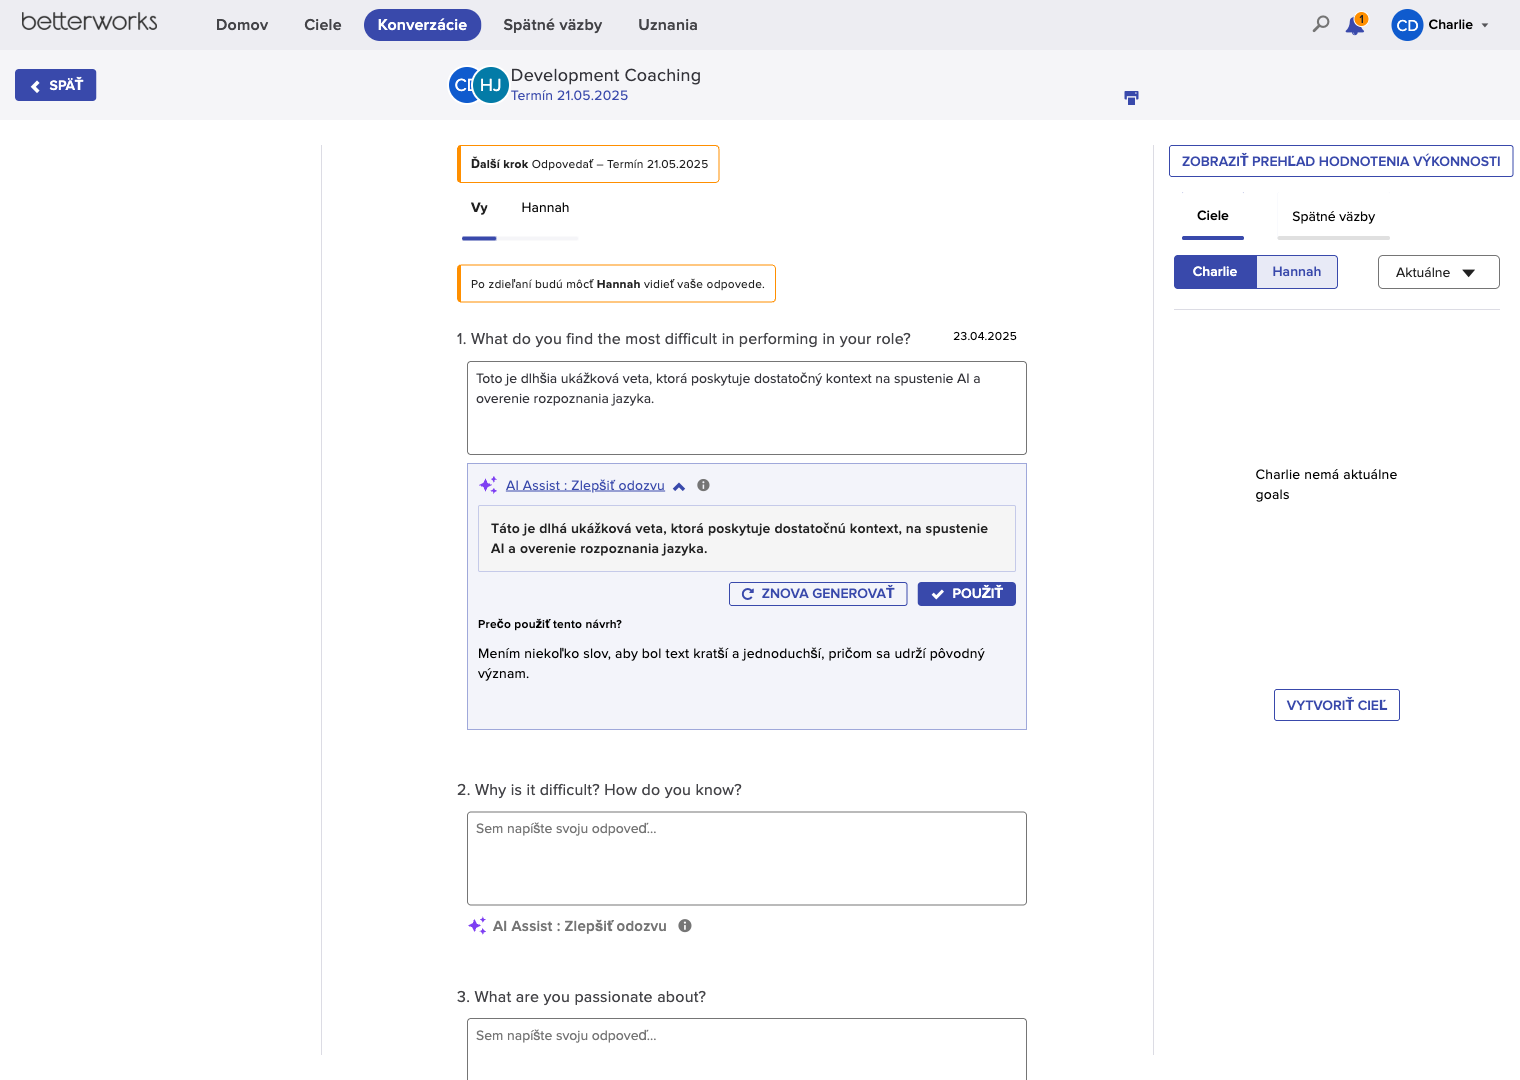 betterworks
Domov
Ciele
Konverzácie
Spätné väzby
Uznania
1
CD
Charlie
SPÄŤ
CD
HJ
Development Coaching
Termín 21.05.2025
Ďalší krok Odpovedať – Termín 21.05.2025
Vy
Hannah
Po zdieľaní budú môcť Hannah vidieť vaše odpovede.
1. What do you find the most difficult in performing in your role?
23.04.2025
Toto je dlhšia ukážková veta, ktorá poskytuje dostatočný kontext na spustenie AI a
overenie rozpoznania jazyka.
AI Assist : Zlepšiť odozvu
Táto je dlhá ukážková veta, ktorá poskytuje dostatočnú kontext, na spustenie
AI a overenie rozpoznania jazyka.
ZNOVA GENEROVAŤ
POUŽIŤ
Prečo použiť tento návrh?
Mením niekoľko slov, aby bol text kratší a jednoduchší, pričom sa udrží pôvodný
význam.
2. Why is it difficult? How do you know?
Sem napíšte svoju odpoveď...
AI Assist : Zlepšiť odozvu
3. What are you passionate about?
Sem napíšte svoju odpoveď...
ZOBRAZIŤ PREHĽAD HODNOTENIA VÝKONNOSTI
Ciele
Spätné väzby
Charlie
Hannah
Aktuálne
Charlie nemá aktuálne
goals
VYTVORIŤ CIEĽ